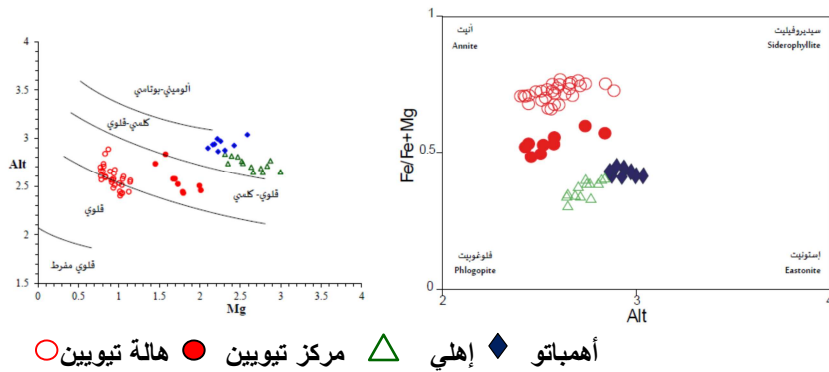 4
3.5
3
Alt
2.5
2
1.5
ألوميني-بوتاسي
كلسي-قلوي
قلوي-كلسي
قلوي
قلوي مفرط
0 0.5 1 1.5 2 2.5 3 3.5 4
Mg
1
0.5
0
Fe/Fe+Mg
أنيت
Annite
سيديروفيليت
Siderophyllite
فلوغوبيت
Phlogopite
إستونيت
Eastonite
2 3 4
Alt
أهمباتو إهلي مركز تيويين هالة تيويين